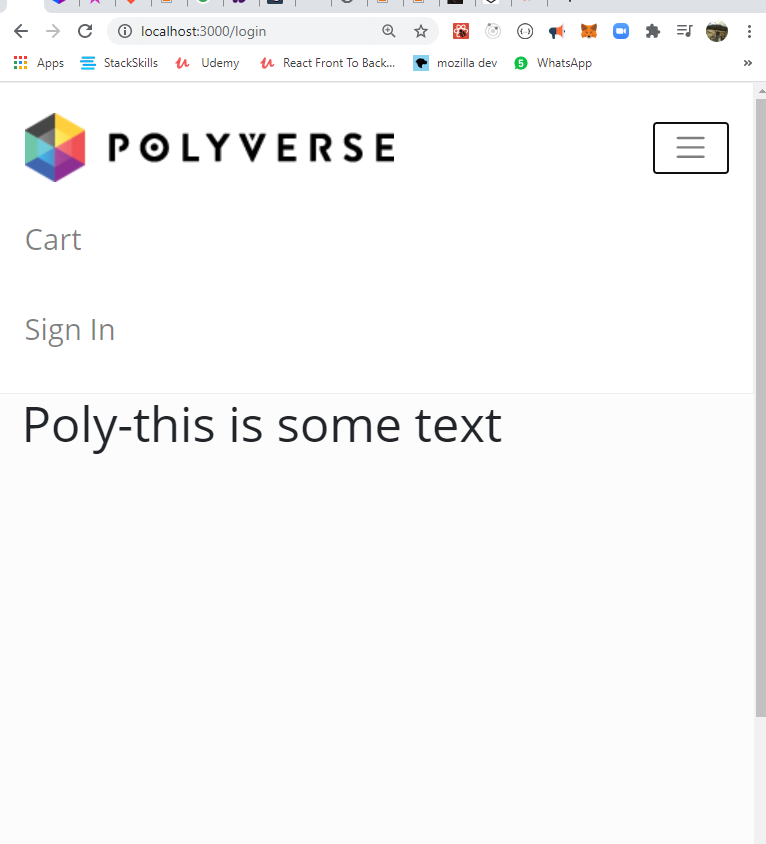 localhost:3000/login
Apps StackSkills Udemy React Front To Back... mozilla dev WhatsApp »
POLYVERSE
Cart
Sign In
Poly-this is some text